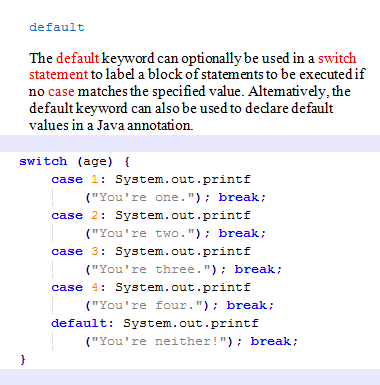 default
The default keyword can optionally be used in a switch
statement to label a block of statements to be executed if
no case matches the specified value. Alternatively, the
default keyword can also be used to declare default
values in a Java annotation.
switch (age) {
case 1: System.out.printf
("You're one."); break;
case 2: System.out.printf
("You're two."); break;
case 3: System.out.printf
("You're three."); break;
case 4: System.out.printf
("You're four."); break;
default: System.out.printf
("You're neither!"); break;
}